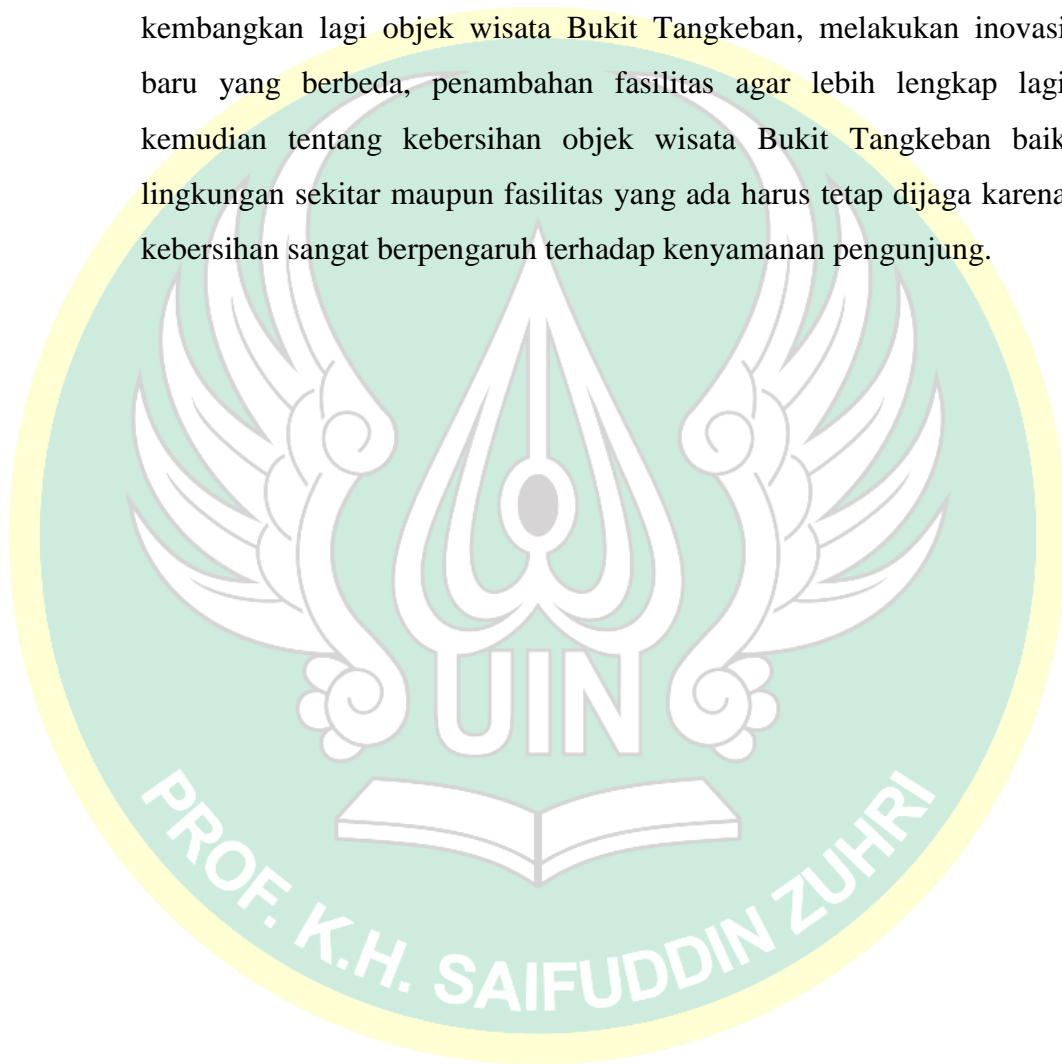 kembangkan lagi objek wisata Bukit Tangkeban, melakukan inovasi
baru yang berbeda, penambahan fasilitas agar lebih lengkap lagi
kemudian tentang kebersihan objek wisata Bukit Tangkeban baik
lingkungan sekitar maupun fasilitas yang ada harus tetap dijaga karena
kebersihan sangat berpengaruh terhadap kenyamanan pengunjung.
UIN
PROF. K.H. SAIFUDDIN ZUHRI